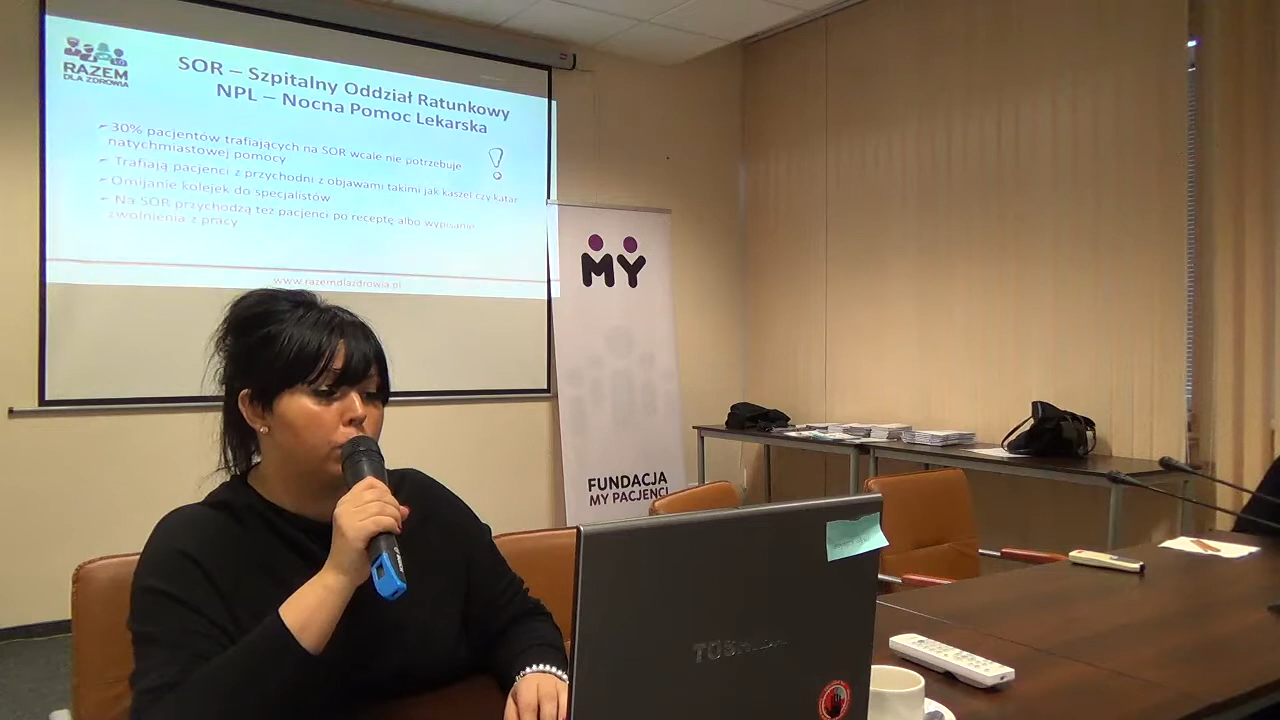 RAZEM
DLA ZDROWIA
SOR – Szpitalny Oddział Ratunkowy
NPL – Nocna Pomoc Lekarska
30% pacjentów trafiających na SOR wcale nie potrzebuje
natychmiastowej pomocy
Trafiają pacjenci z przychodni z objawami takimi jak kaszel czy katar
Omijanie kolejek do specjalistów
Na SOR przychodzą też pacjenci po receptę albo wypisanie
zwolnienia z pracy
!
www.razemdlazdrowia.pl
MY
FUNDACJA
MY PACJENCI
TOSHIBA